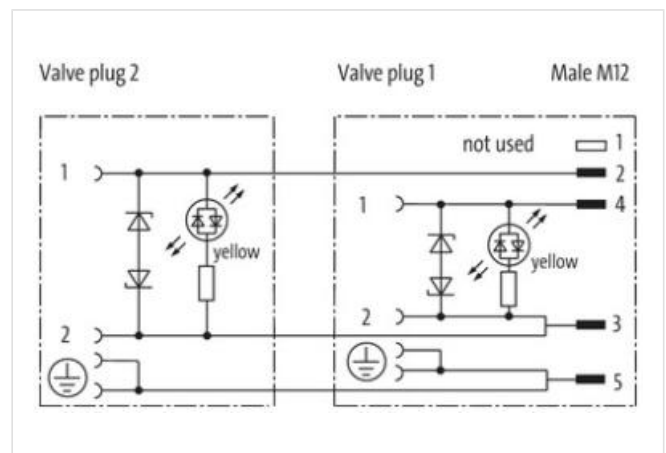 Valve plug 2 Valve plug 1 Male M12
not used 1
1 2
1 4
yellow yellow
2 2 3
5